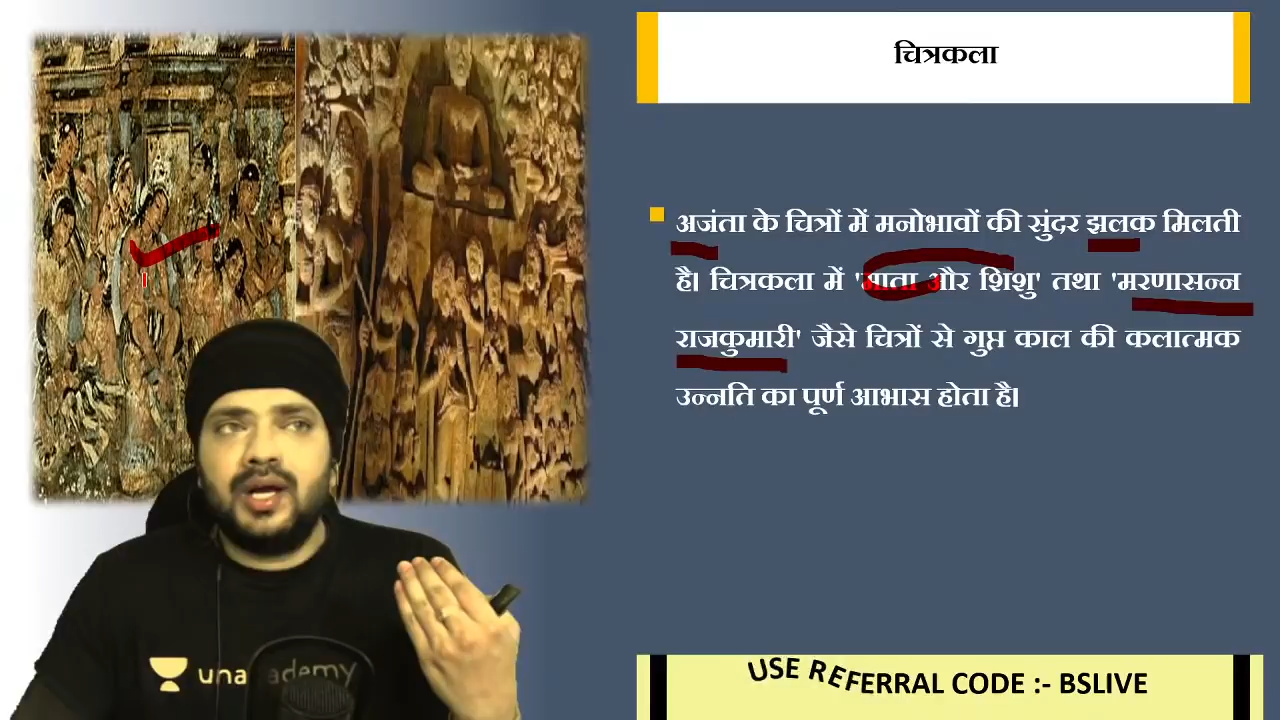 चित्रकला
अजंता के चित्रों में मनोभावों की सुंदर झलक मिलती
है। चित्रकला में 'माता और शिशु' तथा 'मरणासन्न
राजकुमारी' जैसे चित्रों से गुप्त काल की कलात्मक
उन्नति का पूर्ण आभास होता है।
unacademy
USE REFERRAL CODE :- BSLIVE